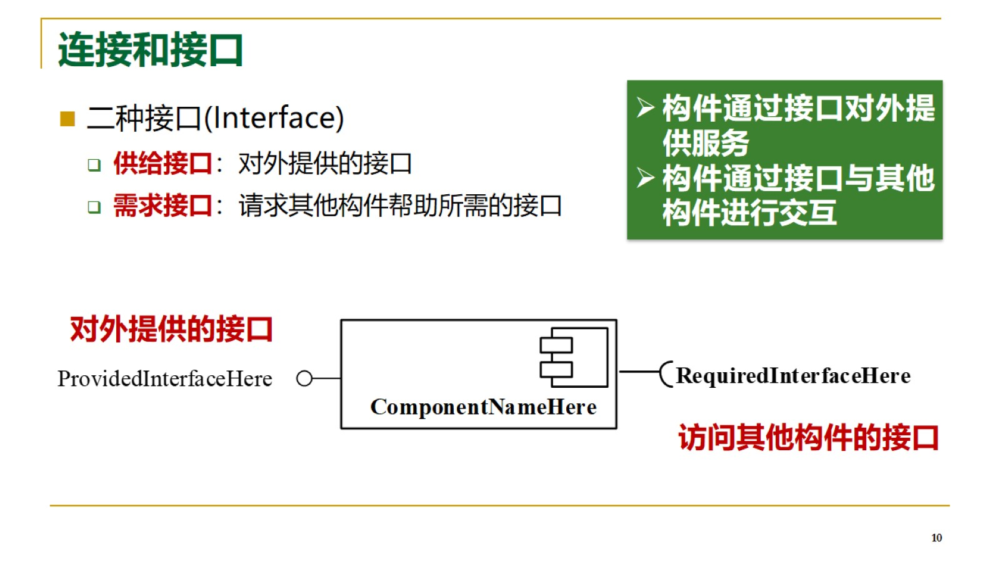 连接和接口
二种接口(Interface)
供给接口：对外提供的接口
需求接口：请求其他构件帮助所需的接口
构件通过接口对外提
供服务
构件通过接口与其他
构件进行交互
对外提供的接口
ProvidedInterfaceHere
ComponentNameHere
RequiredInterfaceHere
访问其他构件的接口
10